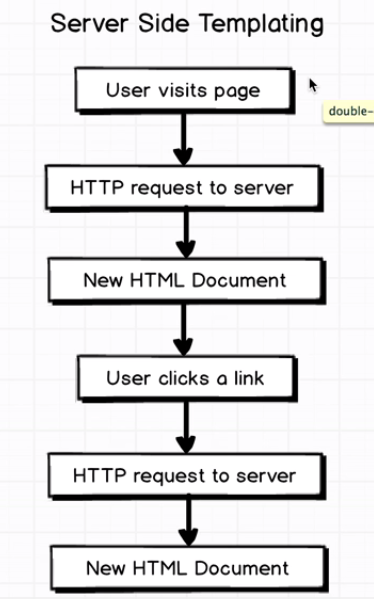 Server Side Templating
User visits page
double-
HTTP request to server
New HTML Document
User clicks a link
HTTP request to server
New HTML Document